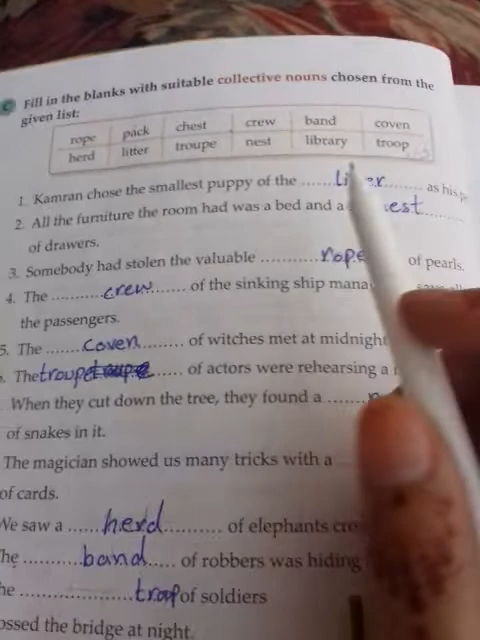 C Fill in the blanks with suitable collective nouns chosen from the
given list:
rope pack chest crew band coven
herd litter troupe nest library troop
1. Kamran chose the smallest puppy of the ...... ........ as his
2. All the furniture the room had was a bed and a ........
of drawers.
3. Somebody had stolen the valuable ............ rope of pearls.
4. The .......... crew ....... of the sinking ship
the passengers.
5. The ....... coven ......... of witches met at midnight
The troupe ...... of actors were rehearsing a
When they cut down the tree, they found a ........
of snakes in it.
The magician showed us many tricks with a
of cards.
We saw a ...... herd .......... of elephants
The ........... band ..... of robbers was hiding
.................... troop of soldiers
ossed the bridge at night.